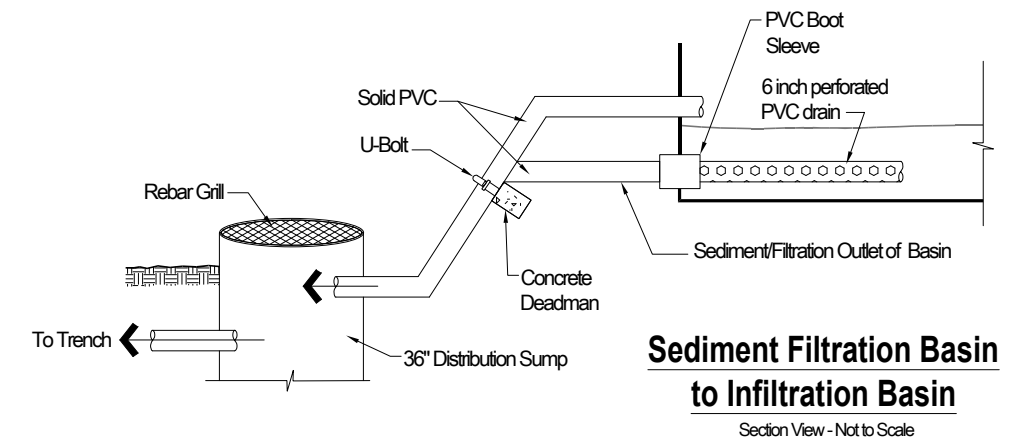 PVC Boot
Sleeve
6 inch perforated
PVC drain
Solid PVC
U-Bolt
Rebar Grill
Sediment/Filtration Outlet of Basin
Concrete
Deadman
To Trench
36" Distribution Sump
Sediment Filtration Basin
to Infiltration Basin
Section View - Not to Scale